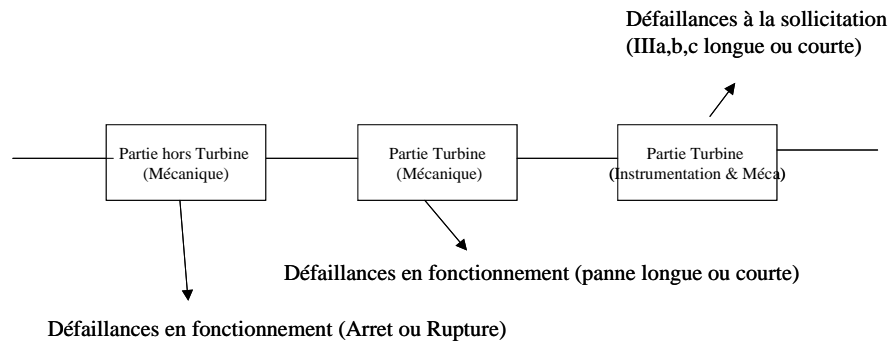 Défaillances à la sollicitation
(IIIa,b,c longue ou courte)
Partie hors Turbine
(Mécanique)
Partie Turbine
(Mécanique)
Partie Turbine
(Instrumentation & Méca)
Défaillances en fonctionnement (panne longue ou courte)
Défaillances en fonctionnement (Arret ou Rupture)